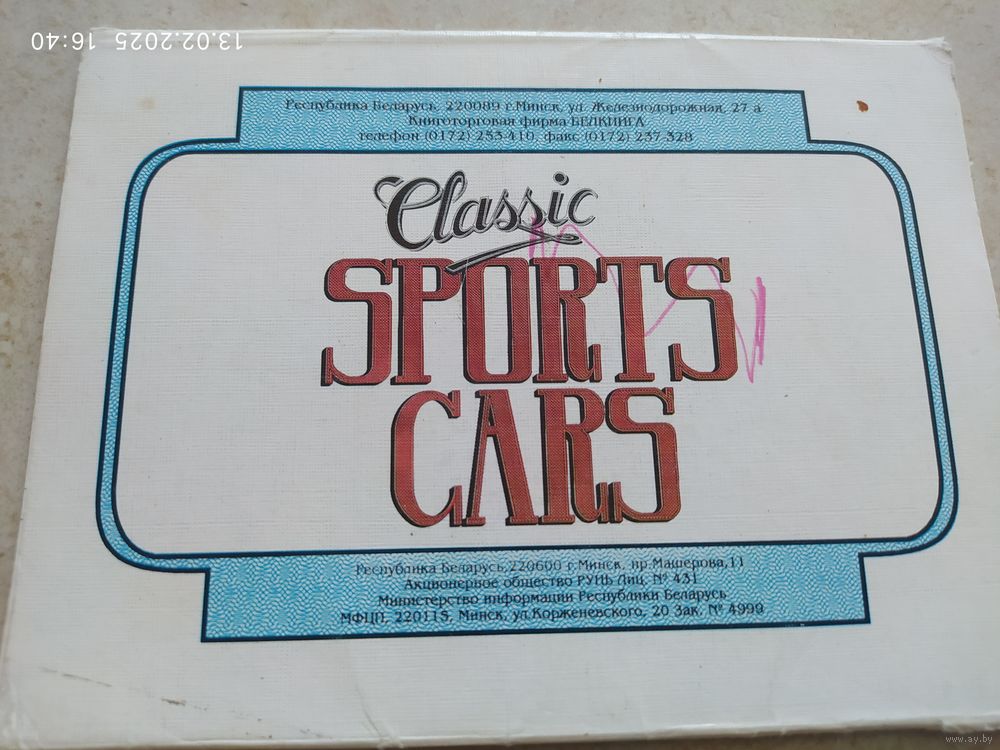 13.02.2025 16:40
Республика Беларусь, 220089 г.Минск, ул. Железнодорожная, 27 а
Книготорговая фирма БЕЛКНИГА
телефон (0172) 253-410, факс (0172) 237-328
Classic
SPORTS
CARS
Республика Беларусь,220600 г.Минск, пр.Машерова,11
Акционерное общество РУЦЬ Лиц. № 431
Министерство информации Республики Беларусь
МФЦП, 220115, Минск, ул.Корженевского, 20 Зак. № 4999
www.ay.by